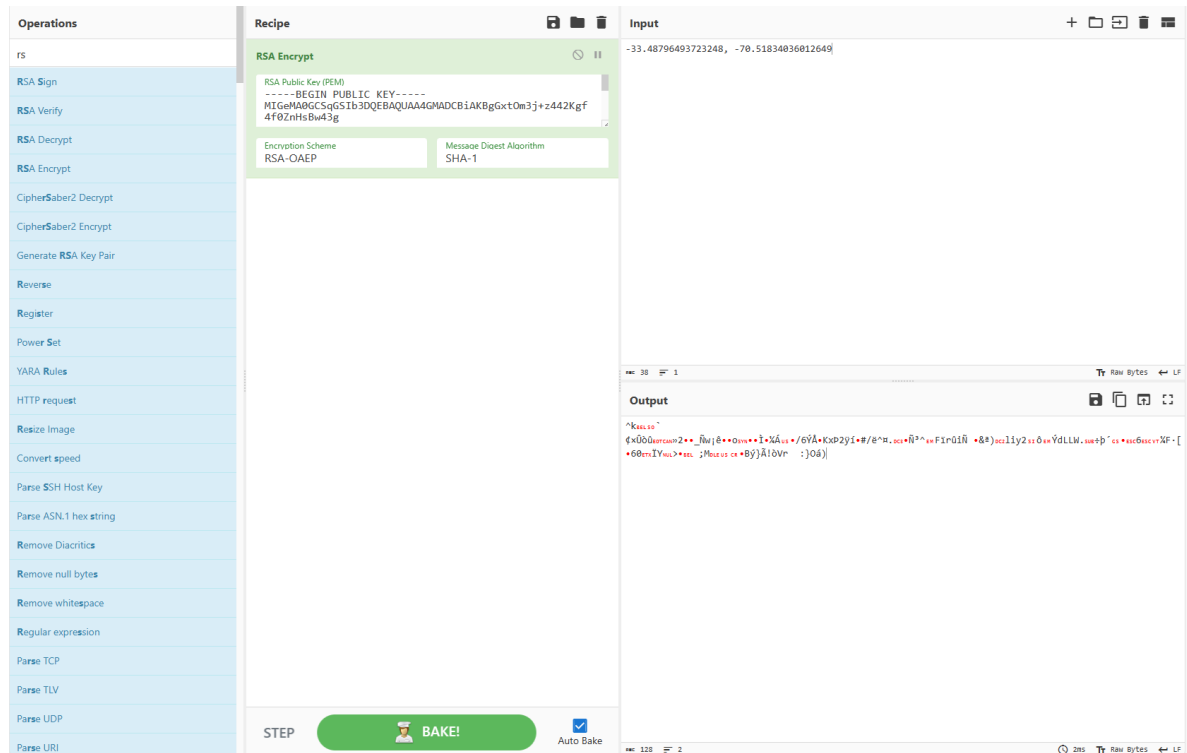 Operations
rs
RSA Sign
RSA Verify
RSA Decrypt
RSA Encrypt
CipherSaber2 Decrypt
CipherSaber2 Encrypt
Generate RSA Key Pair
Reverse
Register
Power Set
YARA Rules
HTTP request
Resize Image
Convert speed
Parse SSH Host Key
Parse ASN.1 hex string
Remove Diacritics
Remove null bytes
Remove whitespace
Regular expression
Parse TCP
Parse TLV
Parse UDP
Parse URI
Recipe
RSA Encrypt
RSA Public Key (PEM)
-----BEGIN PUBLIC KEY-----
MIGeMA0GCSqGSIb3DQEBAQUAA4GMADCBiAKBgGxtOm3j+z442Kgf
4f0ZnHsBw43g
Encryption Scheme
RSA-OAEP
Message Digest Algorithm
SHA-1
STEP
BAKE!
Auto Bake
Input
-33.48796493723248, -70.51834036012649
38
1
Raw Bytes
LF
Output
128
2
2ms
Raw Bytes
LF